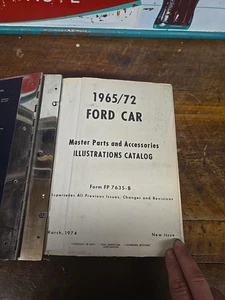 1965/72
FORD CAR
Master Parts and Accessories
ILLUSTRATIONS CATALOG
Form FP 7635-B
Supersedes All Previous Issues, Changes and Revisions
March, 1974
New Issue